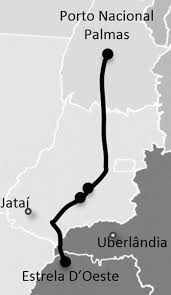 Porto Nacional
Palmas
Jataí
Uberlândia
Estrela D'Oeste